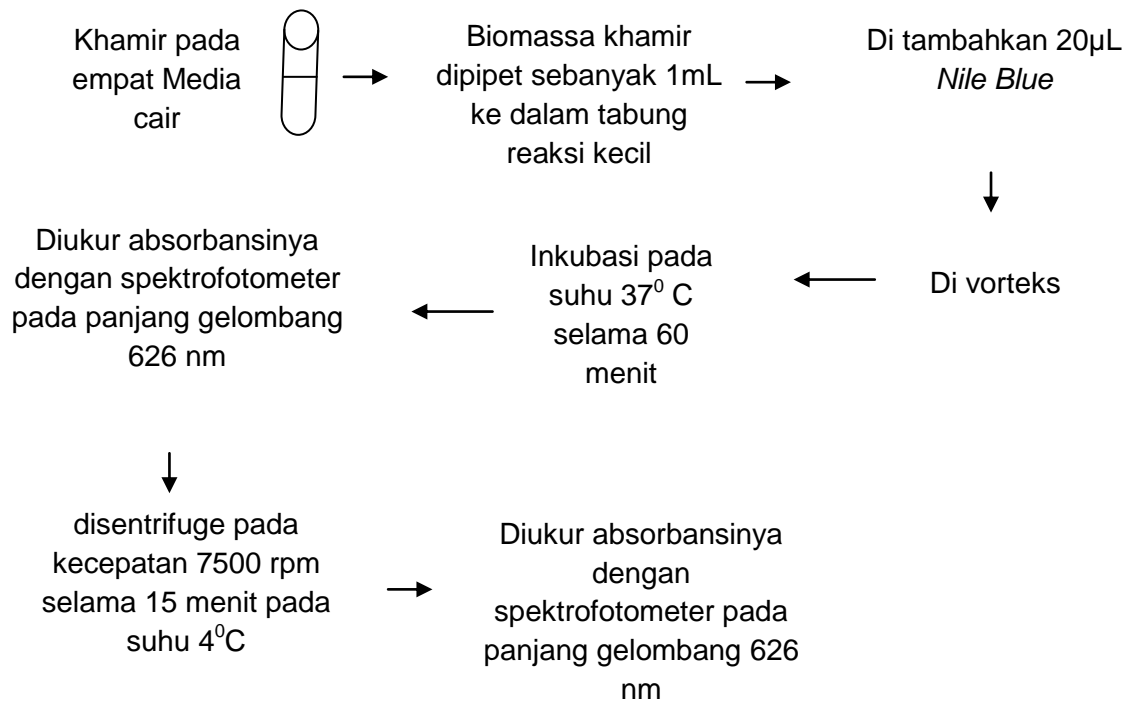 Khamir pada
empat Media
cair
Biomassa khamir
dipipet sebanyak 1mL
ke dalam tabung
reaksi kecil
Di tambahkan 20µL
Nile Blue
Di vorteks
Inkubasi pada
suhu 37⁰ C
selama 60
menit
Diukur absorbansinya
dengan spektrofotometer
pada panjang gelombang
626 nm
disentrifuge pada
kecepatan 7500 rpm
selama 15 menit pada
suhu 4⁰C
Diukur absorbansinya
dengan
spektrofotometer pada
panjang gelombang 626
nm